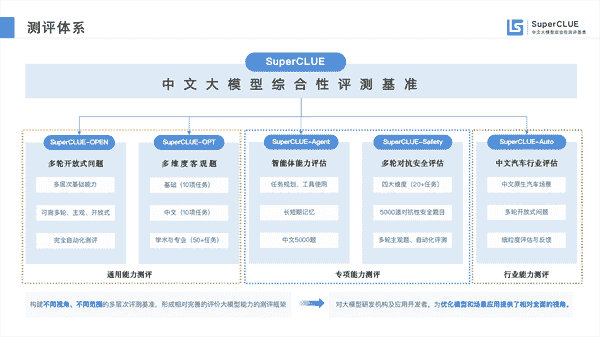 测评体系
SuperCLUE
中文大模型综合性测评基准
SuperCLUE
中文大模型综合性评测基准
SuperCLUE-OPEN
多轮开放式问题
多层次基础能力
可测多轮、主观、开放式
完全自动化测评
SuperCLUE-OPT
多维度客观题
基础（10项任务）
中文（10项任务）
学术与专业（50+任务）
通用能力测评
SuperCLUE-Agent
智能体能力评估
任务规划、工具使用
长短期记忆
中文5000题
SuperCLUE-Safety
多轮对抗安全评估
四大维度（20+任务）
5000道对抗性安全题目
多轮主观题、自动化评测
专项能力测评
SuperCLUE-Auto
中文汽车行业评估
中文原生汽车场景
多轮开放式问题
细粒度评估与反馈
行业能力测评
构建不同视角、不同范围的多层次评测基准，形成相对完善的评价大模型能力的测评框架
对大模型研发机构及应用开发者，为优化模型和场景应用提供了相对全面的视角。